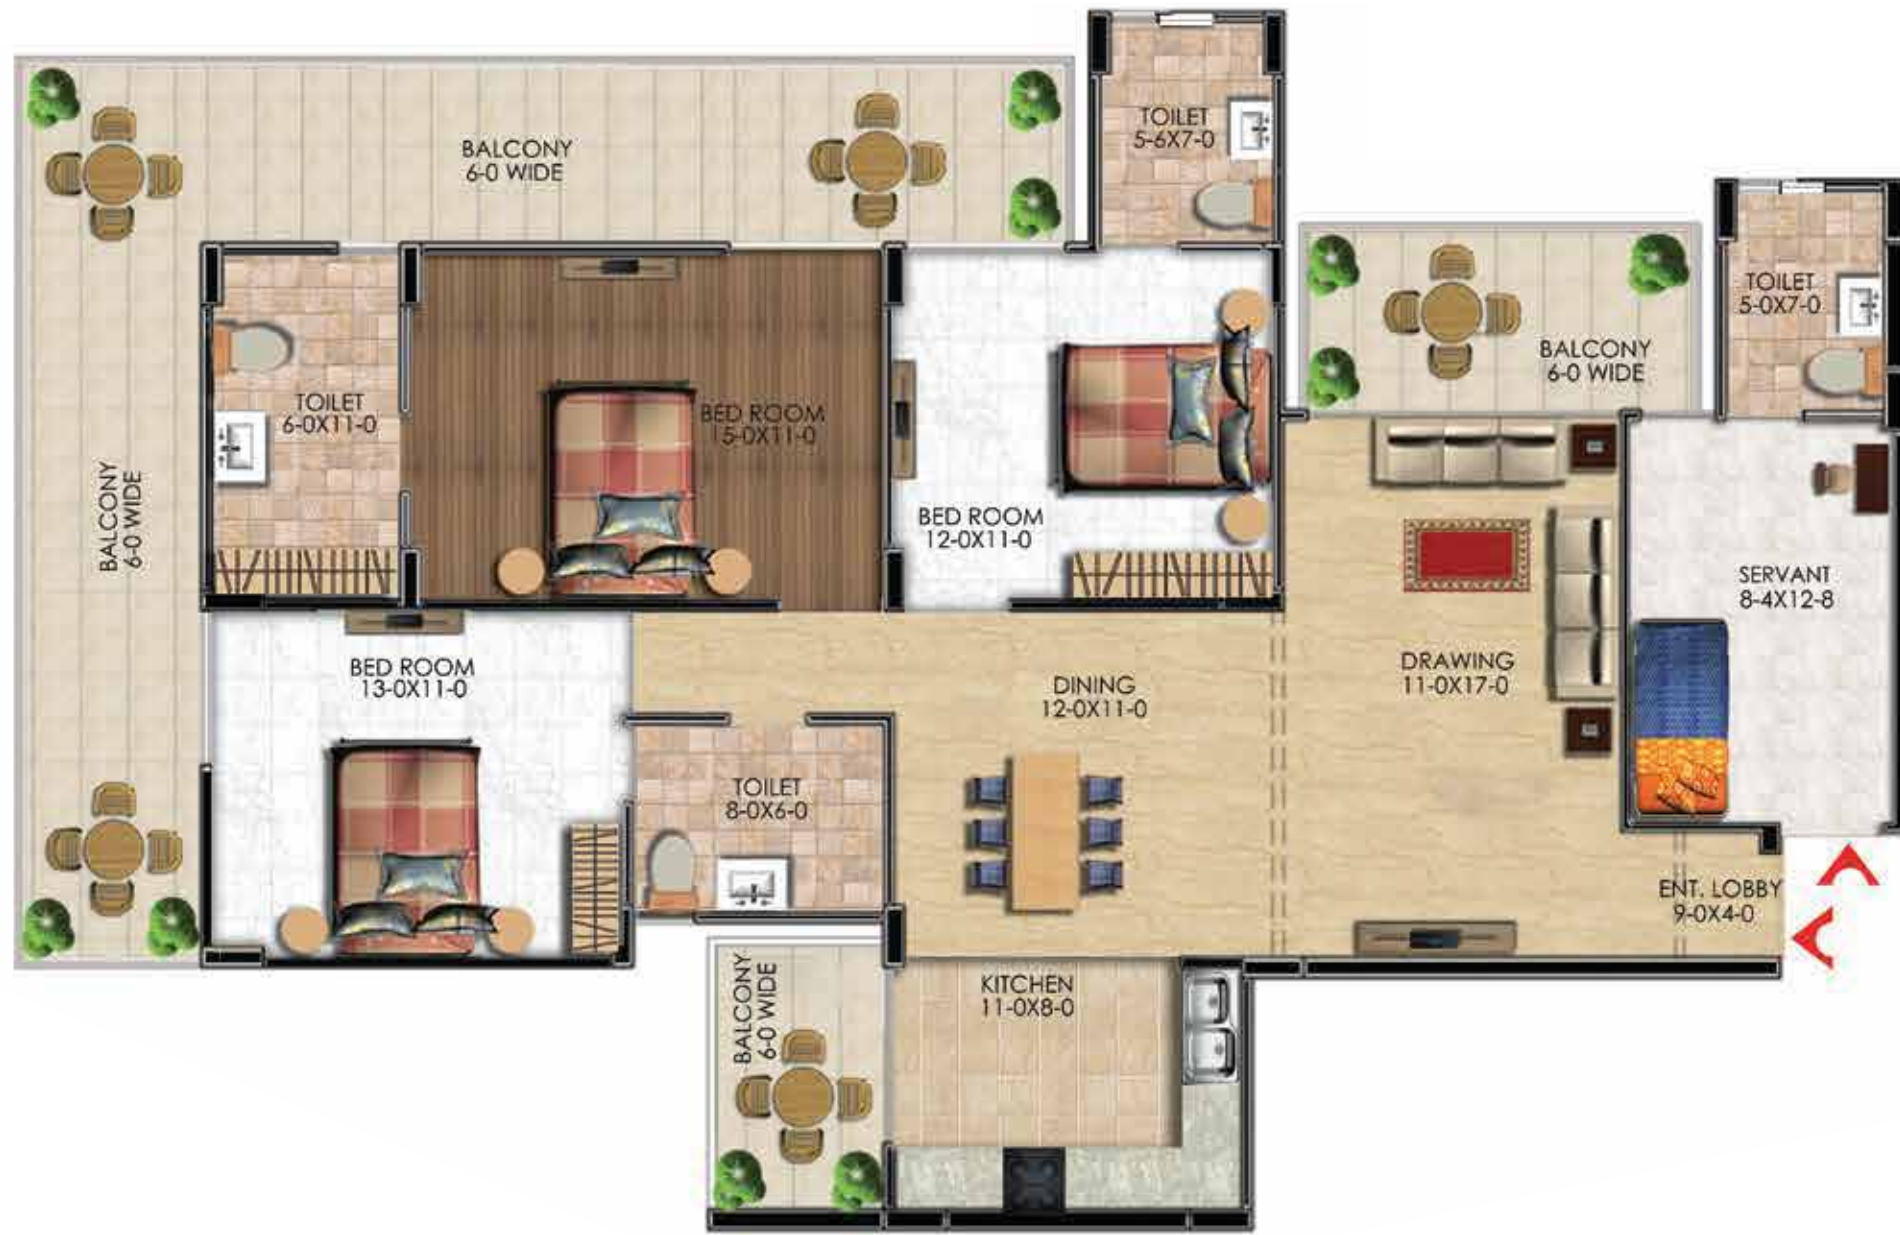 TOILET
5-6X7-0
BALCONY
6-0 WIDE
TOILET
5-0X7-0
BALCONY
6-0 WIDE
TOILET
6-0X11-0
BED ROOM
15-0X11-0
BALCONY
6-0 WIDE
BED ROOM
12-0X11-0
SERVANT
8-4X12-8
BED ROOM
13-0X11-0
DRAWING
11-0X17-0
DINING
12-0X11-0
TOILET
8-0X6-0
ENT. LOBBY
9-0X4-0
BALCONY
6-0 WIDE
KITCHEN
11-0X8-0